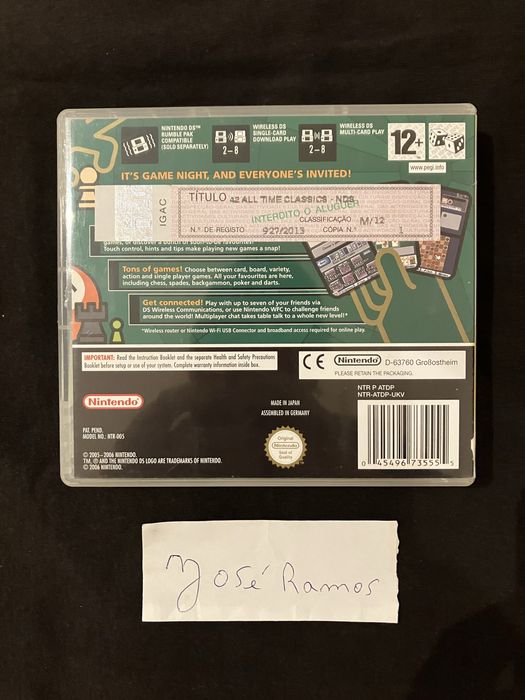 NINTENDO DS™
RUMBLE PAK
COMPATIBLE
(SOLD SEPARATELY)
2-8
WIRELESS DS
SINGLE-CARD
DOWNLOAD PLAY
2-8
WIRELESS DS
MULTI-CARD PLAY
12+
www.pegi.info
IT'S GAME NIGHT, AND EVERYONE'S INVITED!
IGAC
TÍTULO 42 ALL TIME CLASSICS - NDS
INTERDITO O ALUGUER
CLASSIFICAÇÃO M/12
N.º DE REGISTO 927/2013 CÓPIA N.º 1
games, or discover a bunch of
Touch control, hints and tips make playing new games a snap!
Tons of games! Choose between card, board, variety,
action and single player games. All your favourites are here,
including chess, spades, backgammon, poker and darts.
Get connected! Play with up to seven of your friends via
DS Wireless Communications, or use Nintendo WFC to challenge friends
around the world! Multiplayer chat takes table talk to a whole new level!*
*Wireless router or Nintendo Wi-Fi USB Connector and broadband access required for online play.
IMPORTANT: Read the Instruction Booklet and the separate Health and Safety Precautions
Booklet before setup or use of your system. Complete warranty information inside box.
CE Nintendo D-63760 Großostheim
PLEASE RETAIN THE PACKAGING.
Nintendo
PAT. PEND.
MODEL NO.: NTR-005
© 2005–2006 NINTENDO.
TM, ® AND THE NINTENDO DS LOGO ARE TRADEMARKS OF NINTENDO.
© 2006 NINTENDO.
MADE IN JAPAN
ASSEMBLED IN GERMANY
Original
Nintendo
Seal of
Quality
NTR P ATDP
NTR-ATDP-UKV
0 45496 73555 5
José Ramos